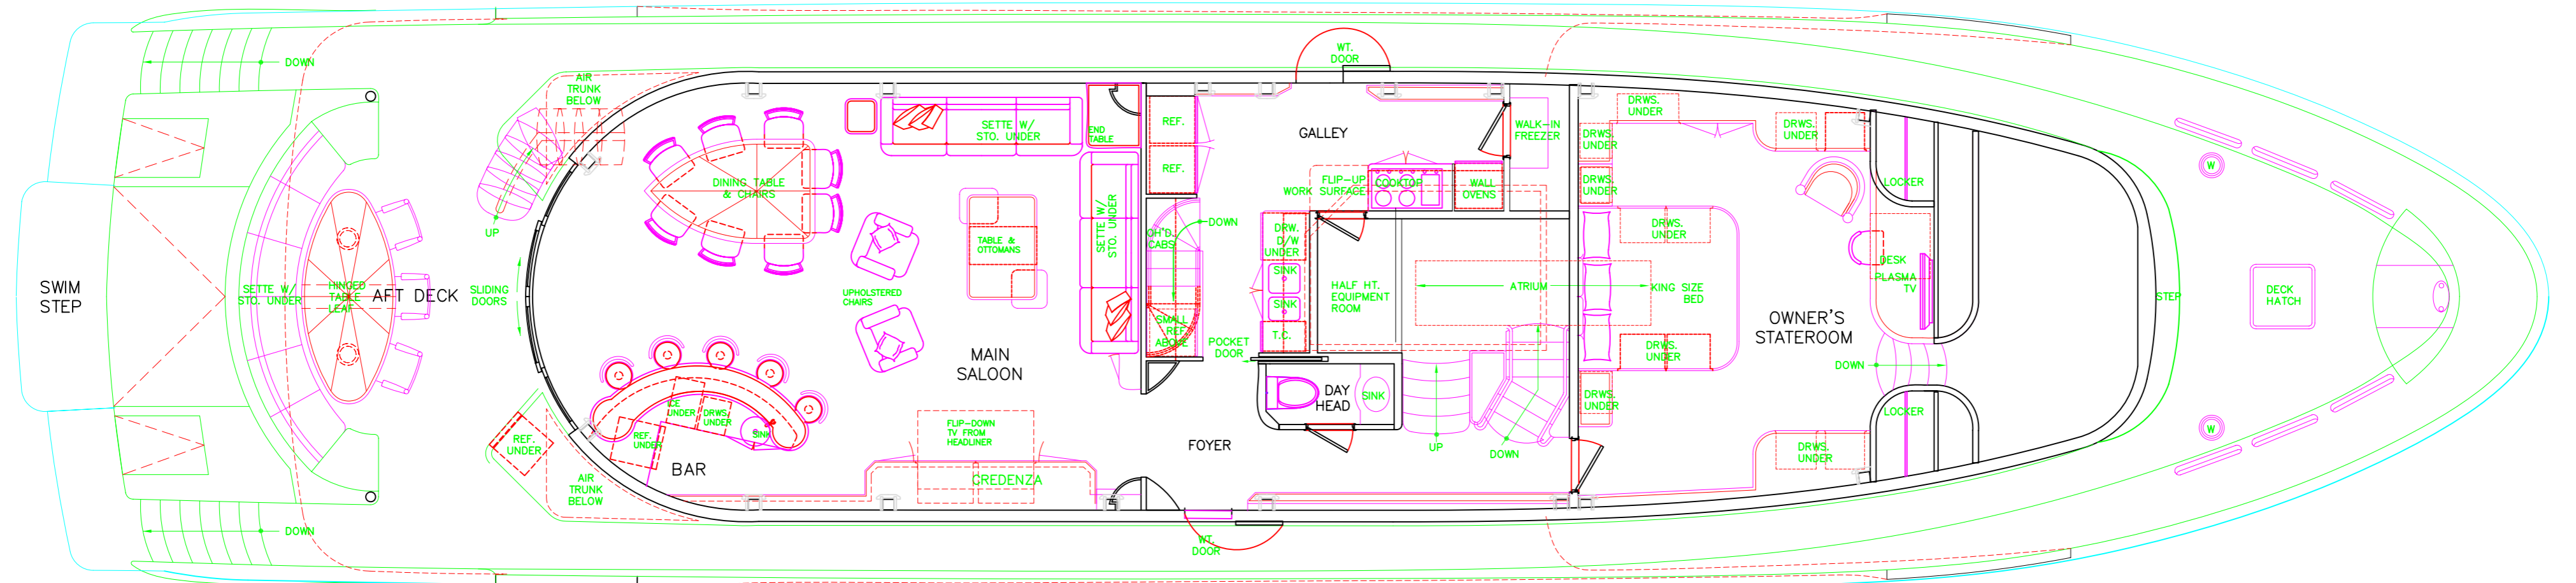 SWIM
STEP
DOWN
DOWN
SETTE W/
STO. UNDER
HINGED
TABLE
LEAF
AFT DECK
AIR
TRUNK
BELOW
UP
SLIDING
DOORS
REF.
UNDER
AIR
TRUNK
BELOW
DINING TABLE
& CHAIRS
SETTE W/
STO. UNDER
END
TABLE
SETTE W/
STO. UNDER
TABLE &
OTTOMANS
UPHOLSTERED
CHAIRS
MAIN
SALOON
ICE
UNDER
DRWS.
UNDER
REF.
UNDER
SINK
BAR
FLIP-DOWN
TV FROM
HEADLINER
CREDENZA
REF.
REF.
DOWN
OH'D.
CABS.
SMALL
REF.
ABOVE
POCKET
DOOR
FOYER
WT.
DOOR
WT.
DOOR
GALLEY
FLIP-UP
WORK SURFACE
COOKTOP
WALL
OVENS
WALK-IN
FREEZER
DRW.
D/W
UNDER
SINK
SINK
T.C.
HALF HT.
EQUIPMENT
ROOM
ATRIUM
DAY
HEAD
SINK
UP
DOWN
DRWS.
UNDER
DRWS.
UNDER
DRWS.
UNDER
DRWS.
UNDER
DRWS.
UNDER
KING SIZE
BED
DRWS.
UNDER
DRWS.
UNDER
DRWS.
UNDER
OWNER'S
STATEROOM
DESK
PLASMA
TV
LOCKER
DOWN
LOCKER
STEP
W
W
DECK
HATCH